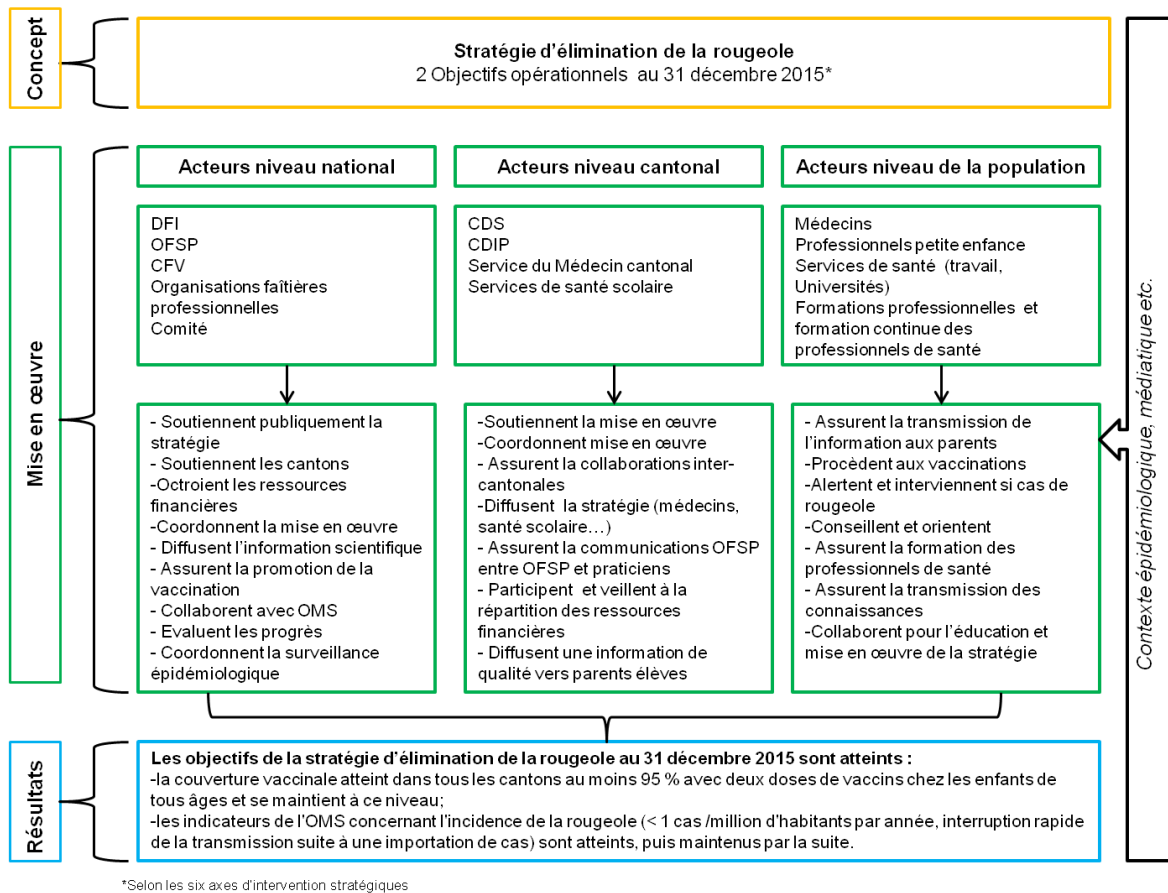 Concept
Stratégie d'élimination de la rougeole
2 Objectifs opérationnels au 31 décembre 2015*
Mise en œuvre
Acteurs niveau national
DFI
OFSP
CFV
Organisations faîtières
professionnelles
Comité
- Soutiennent publiquement la
stratégie
- Soutiennent les cantons
-Octroient les ressources
financières
-Coordonnent la mise en œuvre
- Diffusent l'information scientifique
- Assurent la promotion de la
vaccination
- Collaborent avec OMS
- Evaluent les progrès
- Coordonnent la surveillance
épidémiologique
Acteurs niveau cantonal
CDS
CDIP
Service du Médecin cantonal
Services de santé scolaire
-Soutiennent la mise en œuvre
-Coordonnent mise en œuvre
- Assurent la collaborations inter-
cantonales
-Diffusent la stratégie (médecins,
santé scolaire…)
- Assurent la communications OFSP
entre OFSP et praticiens
- Participent et veillent à la
répartition des ressources
financières
- Diffusent une information de
qualité vers parents élèves
Acteurs niveau de la population
Médecins
Professionnels petite enfance
Services de santé (travail,
Universités)
Formations professionelles et
formation continue des
professionnels de santé
- Assurent la transmission de
l'information aux parents
-Procèdent aux vaccinations
-Alertent et interviennent si cas de
rougeole
-Conseillent et orientent
- Assurent la formation des
professionnels de santé
- Assurent la transmission des
connaissances
-Collaborent pour l'éducation et
mise en œuvre de la stratégie
Contexte épidémiologique, médiatique etc.
Résultats
Les objectifs de la stratégie d'élimination de la rougeole au 31 décembre 2015 sont atteints :
-la couverture vaccinale atteint dans tous les cantons au moins 95 % avec deux doses de vaccins chez les enfants de
tous âges et se maintient à ce niveau;
-les indicateurs de l'OMS concernant l'incidence de la rougeole (< 1 cas /million d'habitants par année, interruption rapide
de la transmission suite à une importation de cas) sont atteints, puis maintenus par la suite.
*Selon les six axes d'intervention stratégiques